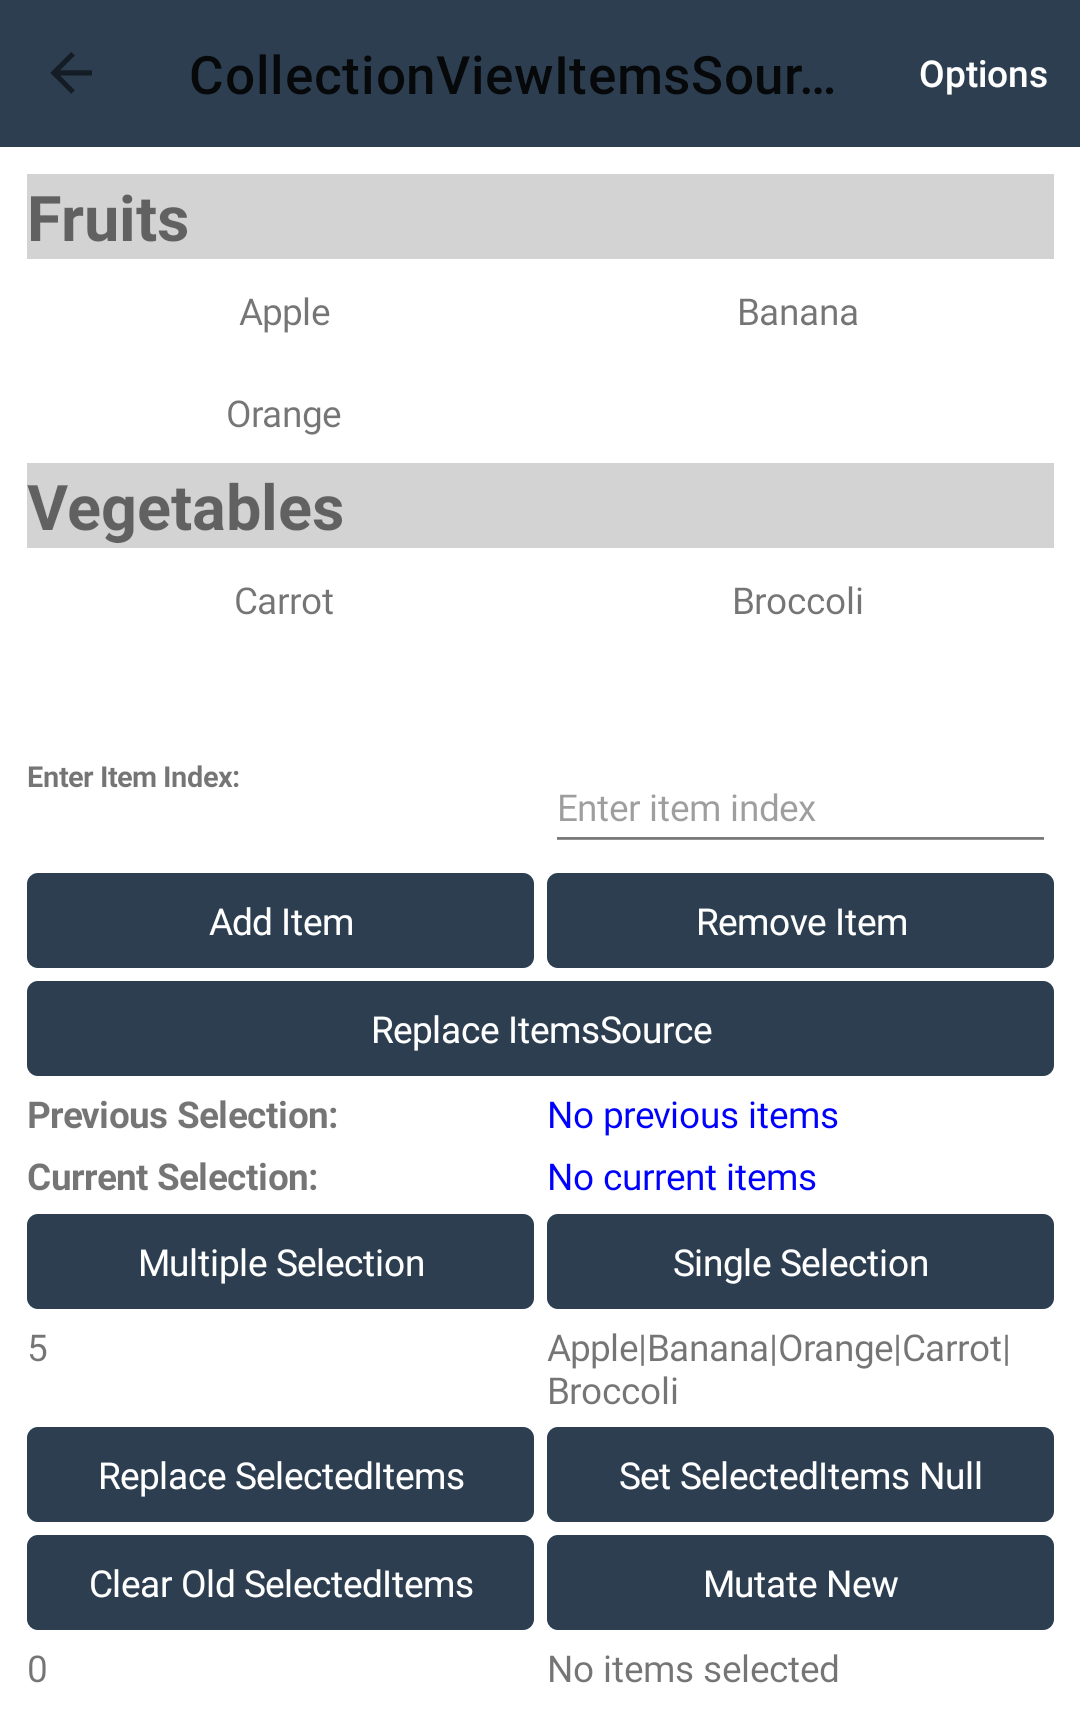 CollectionViewItemsSour...
Options
Fruits
Apple
Banana
Orange
Vegetables
Carrot
Broccoli
Enter Item Index:
Enter item index
Add Item
Remove Item
Replace ItemsSource
Previous Selection:
No previous items
Current Selection:
No current items
Multiple Selection
Single Selection
5
Apple|Banana|Orange|Carrot|
Broccoli
Replace SelectedItems
Set SelectedItems Null
Clear Old SelectedItems
Mutate New
0
No items selected